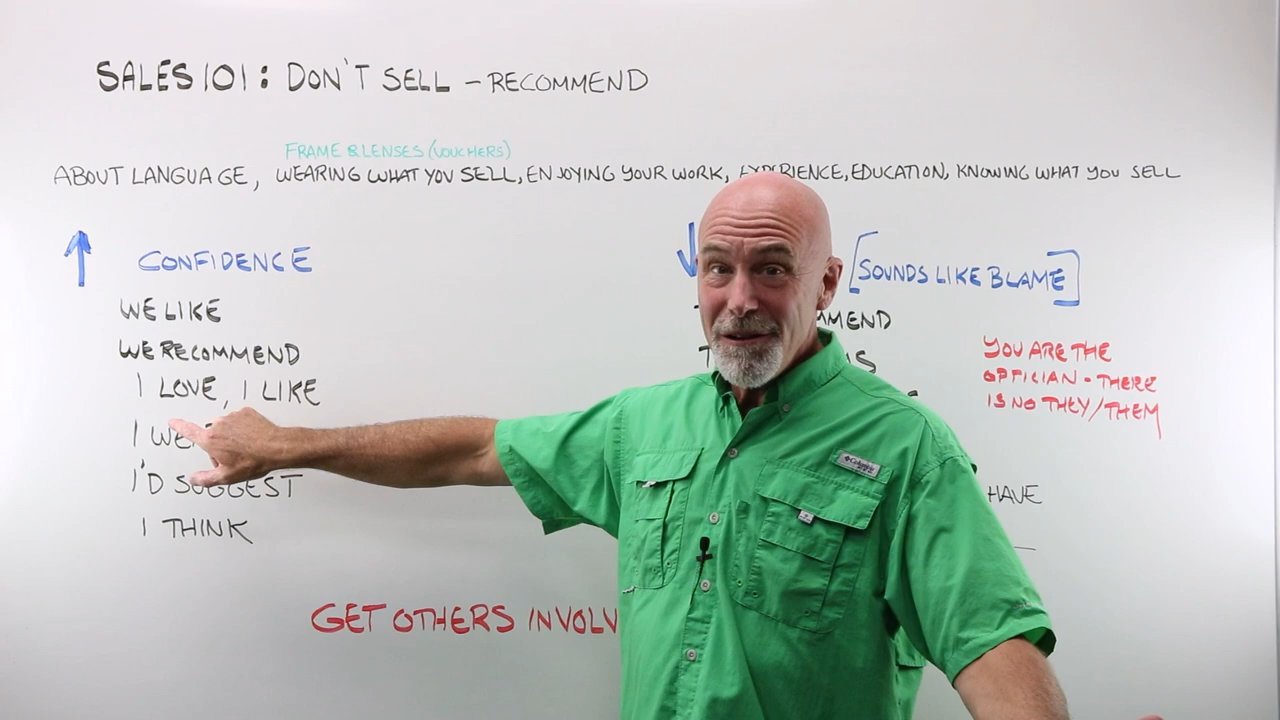 SALES 101: DON'T SELL - RECOMMEND
FRAME & LENSES (VOUCHERS)
ABOUT LANGUAGE, WEARING WHAT YOU SELL, ENJOYING YOUR WORK, EXPERIENCE, EDUCATION, KNOWING WHAT YOU SELL
CONFIDENCE
WE LIKE
WE RECOMMEND
I LOVE, I LIKE
I
I'D SUGGEST
I THINK
[SOUNDS LIKE BLAME]
YOU ARE THE
OPTICIAN - THERE
IS NO THEY/THEM
HAVE
GET OTHERS
Columbia